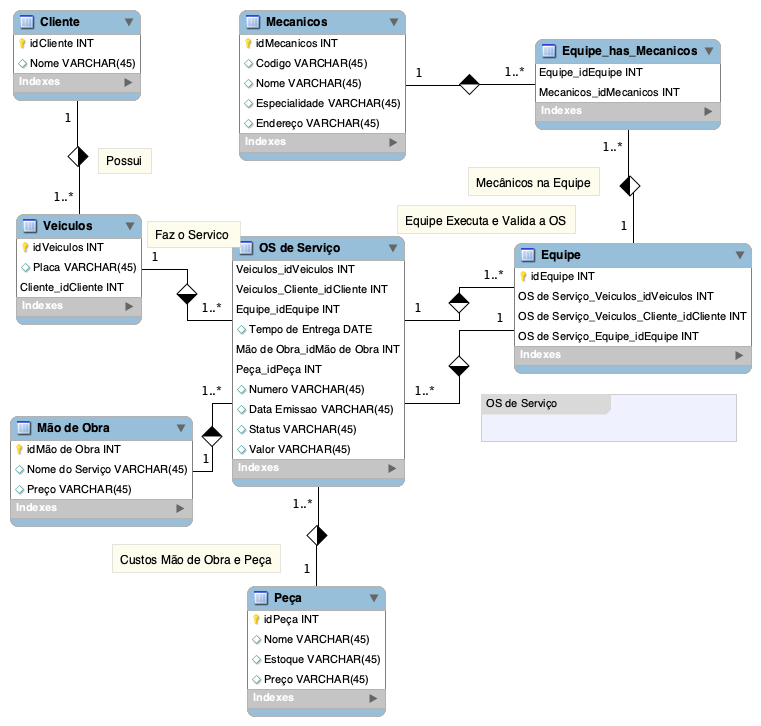 Cliente
idCliente INT
Nome VARCHAR(45)
Indexes
1
Possui
1..*
Veiculos
idVeiculos INT
Placa VARCHAR(45)
Cliente_idCliente INT
Indexes
Mecanicos
idMecanicos INT
Codigo VARCHAR(45)
Nome VARCHAR(45)
Especialidade VARCHAR(45)
Endereço VARCHAR(45)
Indexes
1
1..*
Equipe_has_Mecanicos
Equipe_idEquipe INT
Mecanicos_idMecanicos INT
Indexes
1..*
Mecânicos na Equipe
1
Equipe Executa e Valida a OS
Faz o Servico
1
1..*
OS de Serviço
Veiculos_idVeiculos INT
Veiculos_Cliente_idCliente INT
Equipe_idEquipe INT
Tempo de Entrega DATE
Mão de Obra_idMão de Obra INT
Peça_idPeça INT
Numero VARCHAR(45)
Data Emissao VARCHAR(45)
Status VARCHAR(45)
Valor VARCHAR(45)
Indexes
1..*
1
1
1..*
Equipe
idEquipe INT
OS de Serviço_Veiculos_idVeiculos INT
OS de Serviço_Veiculos_Cliente_idCliente INT
OS de Serviço_Equipe_idEquipe INT
Indexes
OS de Serviço
1..*
1
Mão de Obra
idMão de Obra INT
Nome do Serviço VARCHAR(45)
Preço VARCHAR(45)
Indexes
1..*
Custos Mão de Obra e Peça
1
Peça
idPeça INT
Nome VARCHAR(45)
Estoque VARCHAR(45)
Preço VARCHAR(45)
Indexes